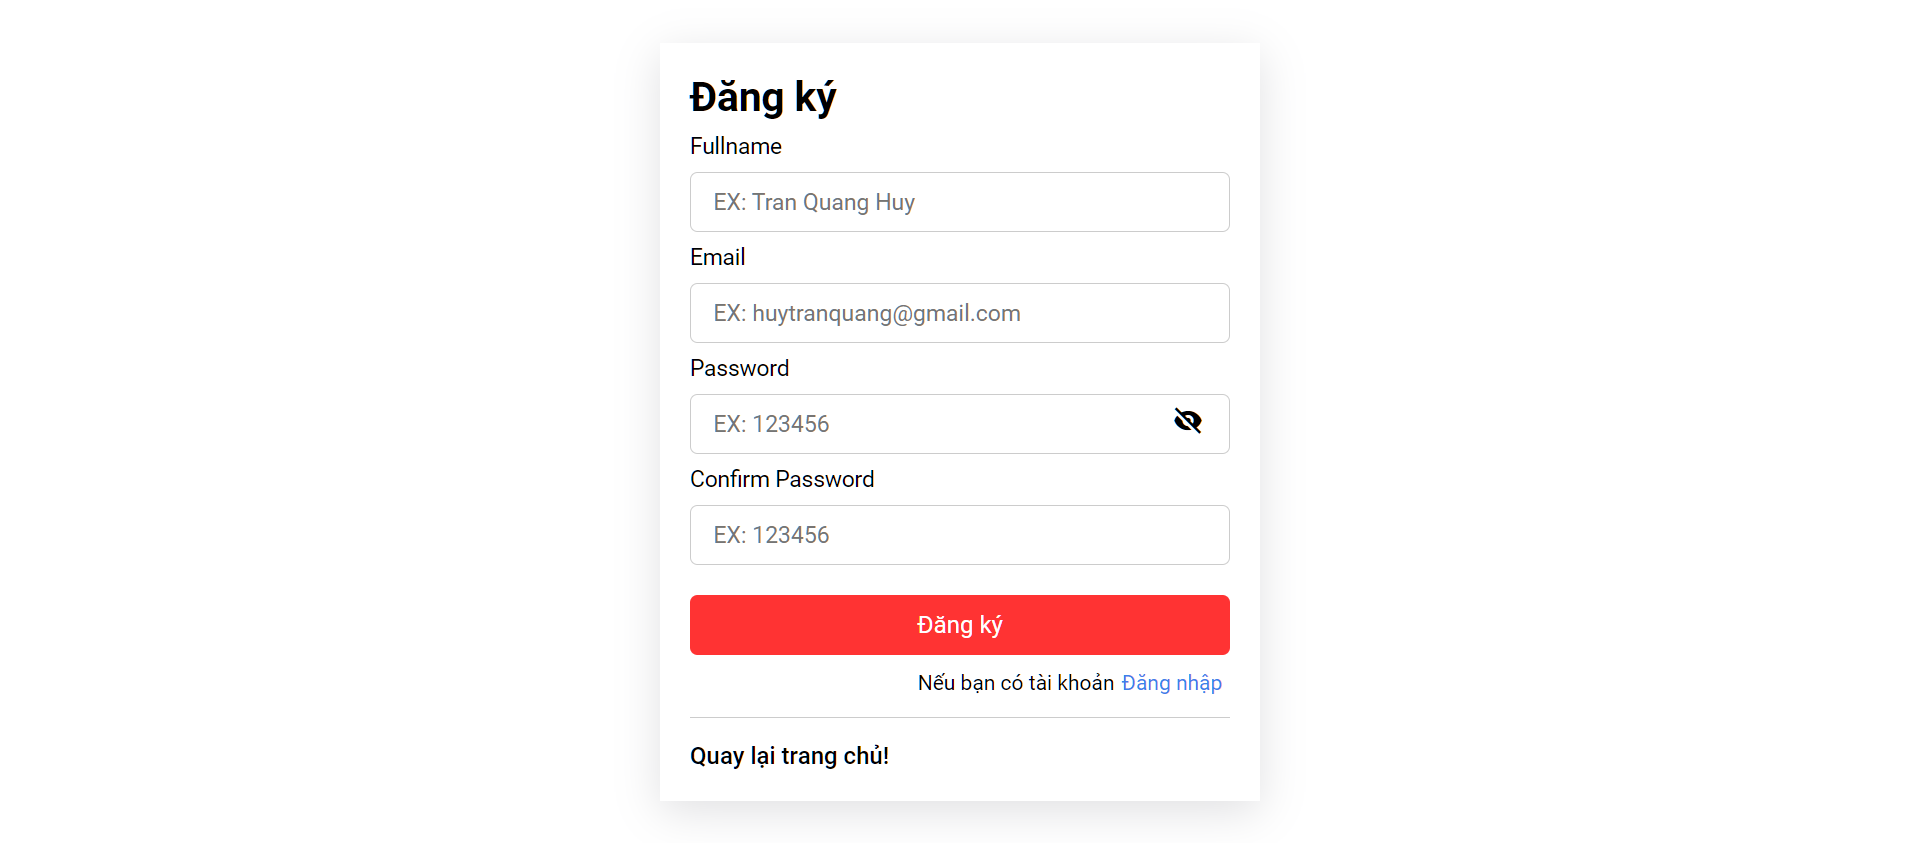 Đăng ký
Fullname
EX: Tran Quang Huy
Email
EX: huytranquang@gmail.com
Password
EX: 123456
Confirm Password
EX: 123456
Đăng ký
Nếu bạn có tài khoản Đăng nhập
Quay lại trang chủ!